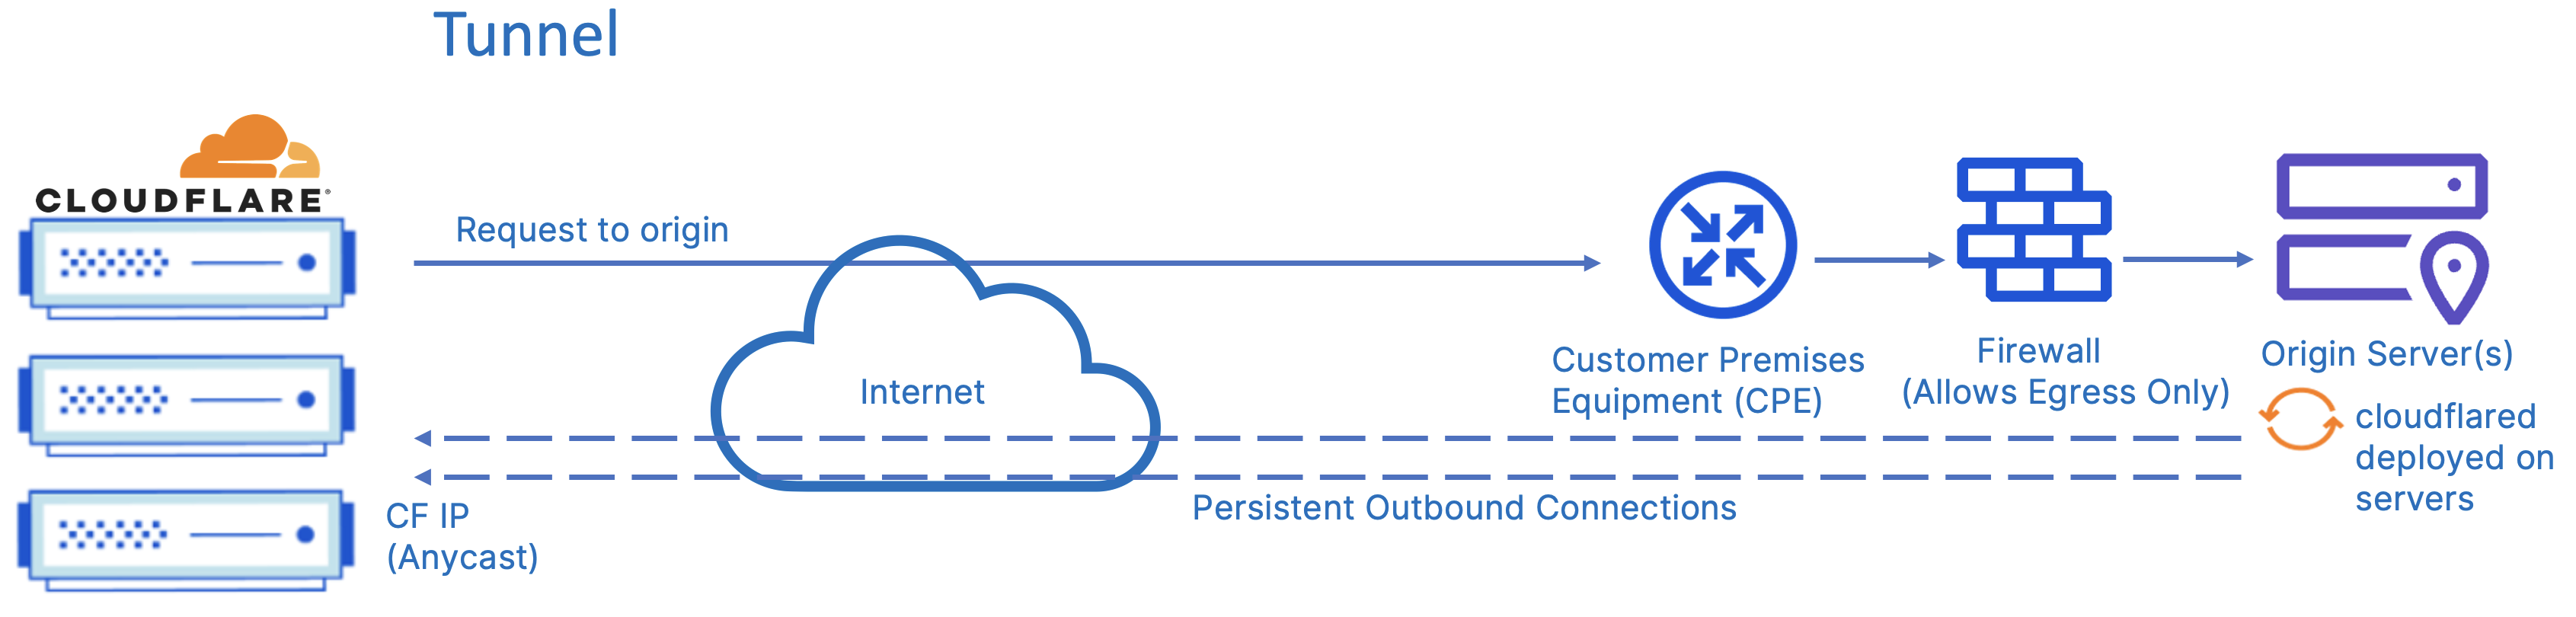 Tunnel
CLOUDFLARE®
Request to origin
Internet
Customer Premises
Equipment (CPE)
Firewall
(Allows Egress Only)
Origin Server(s)
cloudflared
deployed on
servers
Persistent Outbound Connections
CF IP
(Anycast)